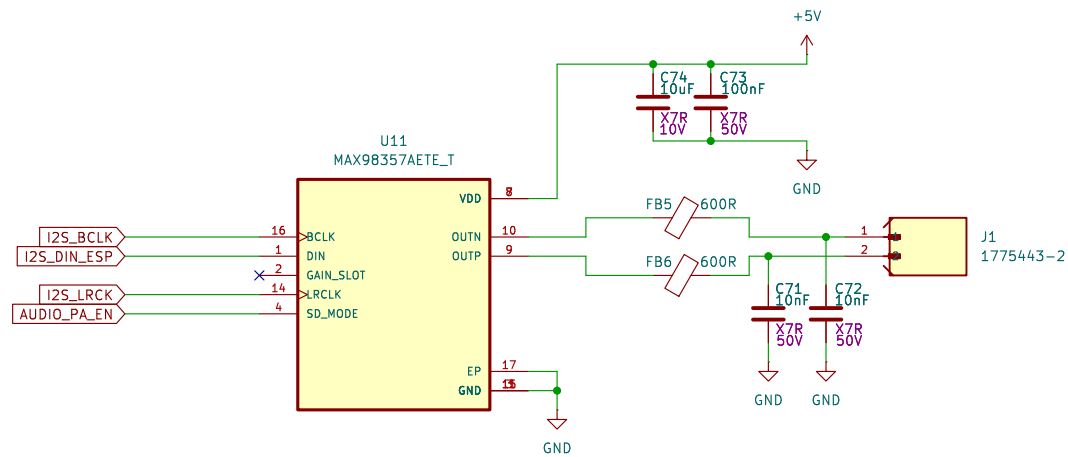 +5V
C74
10uF
X7R
10V
C73
100nF
X7R
50V
GND
U11
MAX98357AETE_T
VDD
I2S_BCLK
16
BCLK
OUTN
10
I2S_DIN_ESP
1
DIN
OUTP
9
2
GAIN_SLOT
I2S_LRCK
14
LRCLK
AUDIO_PA_EN
4
SD_MODE
EP
17
GND
GND
FB5
600R
FB6
600R
1
2
J1
1775443-2
C71
10nF
X7R
50V
C72
10nF
X7R
50V
GND
GND